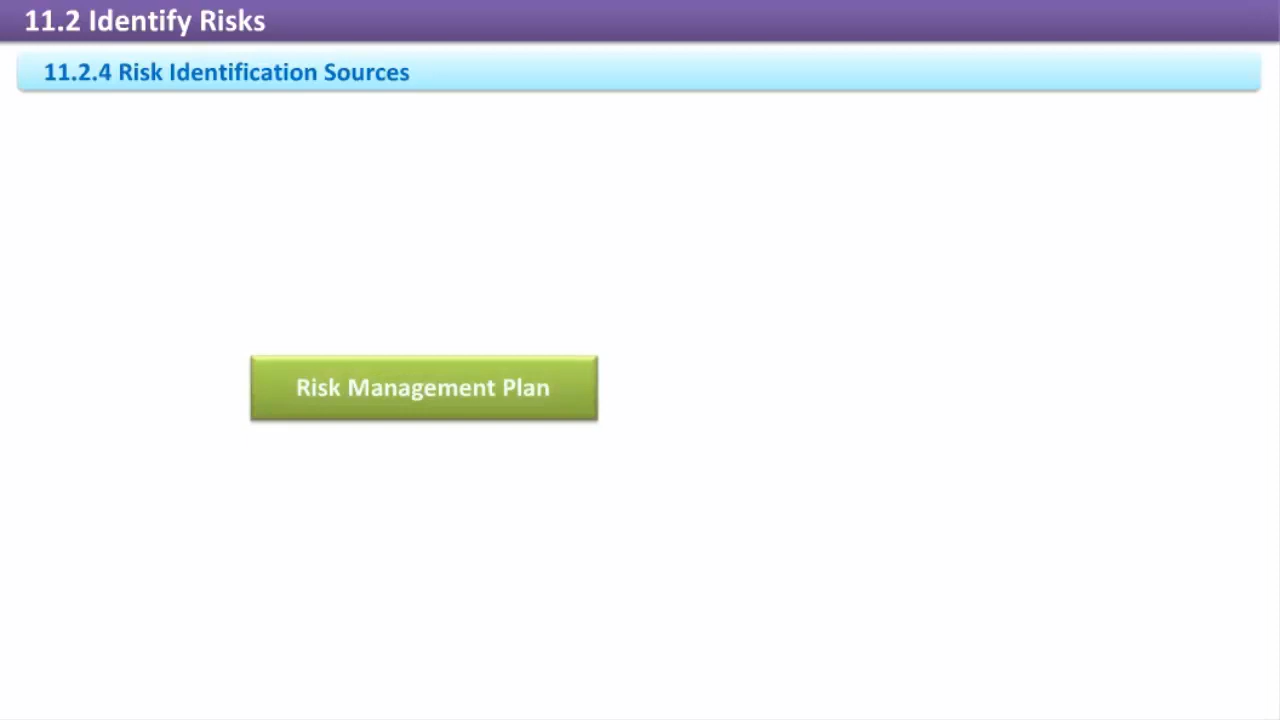 11.2 Identify Risks
11.2.4 Risk Identification Sources
Risk Management Plan